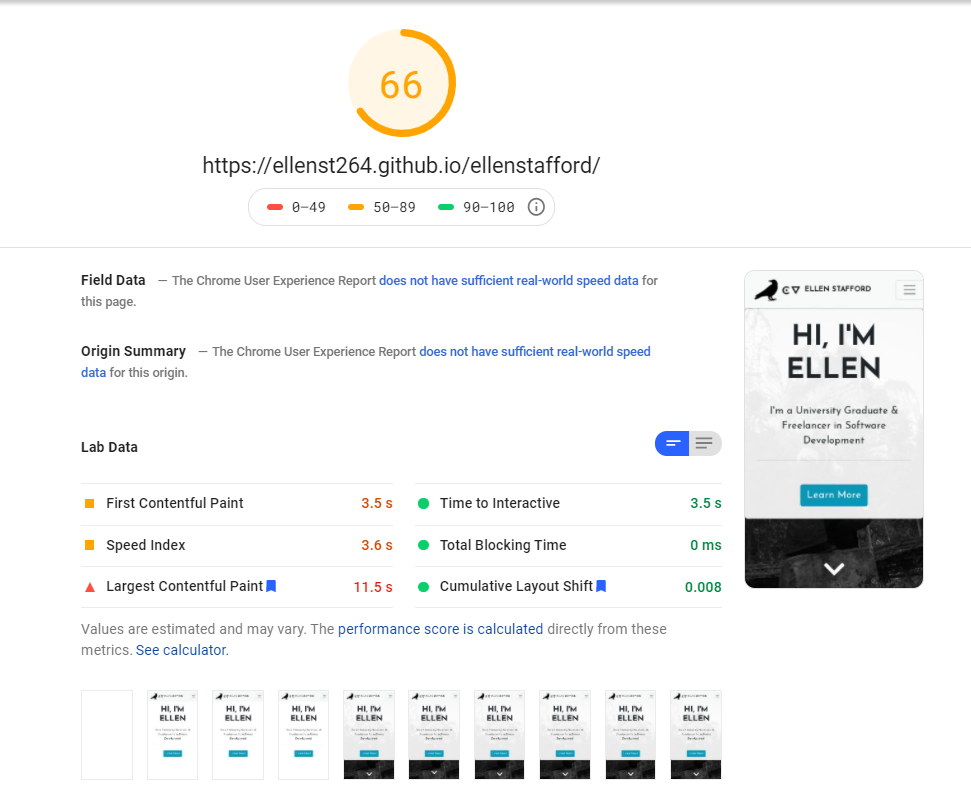 66
https://ellenst264.github.io/ellenstafford/
0–49 50–89 90–100
Field Data — The Chrome User Experience Report does not have sufficient real-world speed data for
this page.
Origin Summary — The Chrome User Experience Report does not have sufficient real-world speed
data for this origin.
Lab Data
First Contentful Paint 3.5 s
Time to Interactive 3.5 s
Speed Index 3.6 s
Total Blocking Time 0 ms
Largest Contentful Paint 11.5 s
Cumulative Layout Shift 0.008
Values are estimated and may vary. The performance score is calculated directly from these
metrics. See calculator.
ELLEN STAFFORD
HI, I'M
ELLEN
I'm a University Graduate &
Freelancer in Software
Development
Learn More
HI, I'M
ELLEN
HI, I'M
ELLEN
HI, I'M
ELLEN
HI, I'M
ELLEN
HI, I'M
ELLEN
HI, I'M
ELLEN
HI, I'M
ELLEN
HI, I'M
ELLEN
HI, I'M
ELLEN